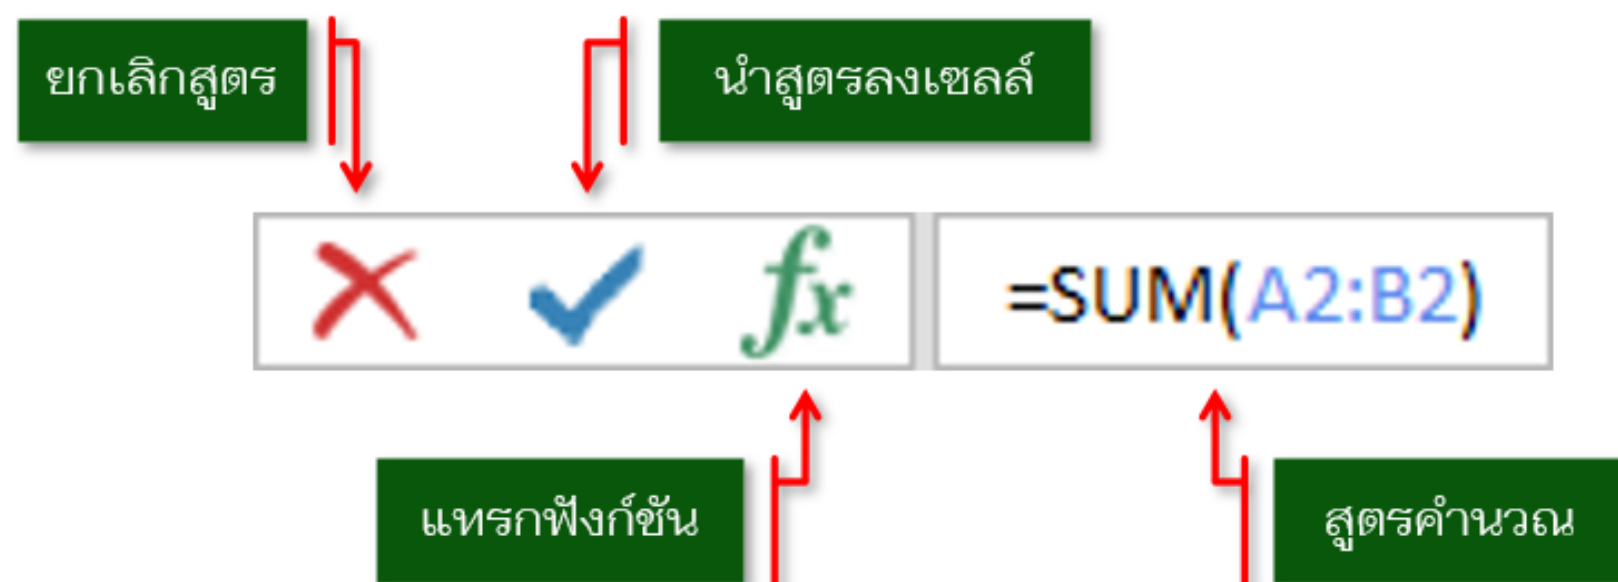 ยกเลิกสูตร
นำสูตรลงเซลล์
fx
=SUM(A2:B2)
แทรกฟังก์ชัน
สูตรคำนวณ